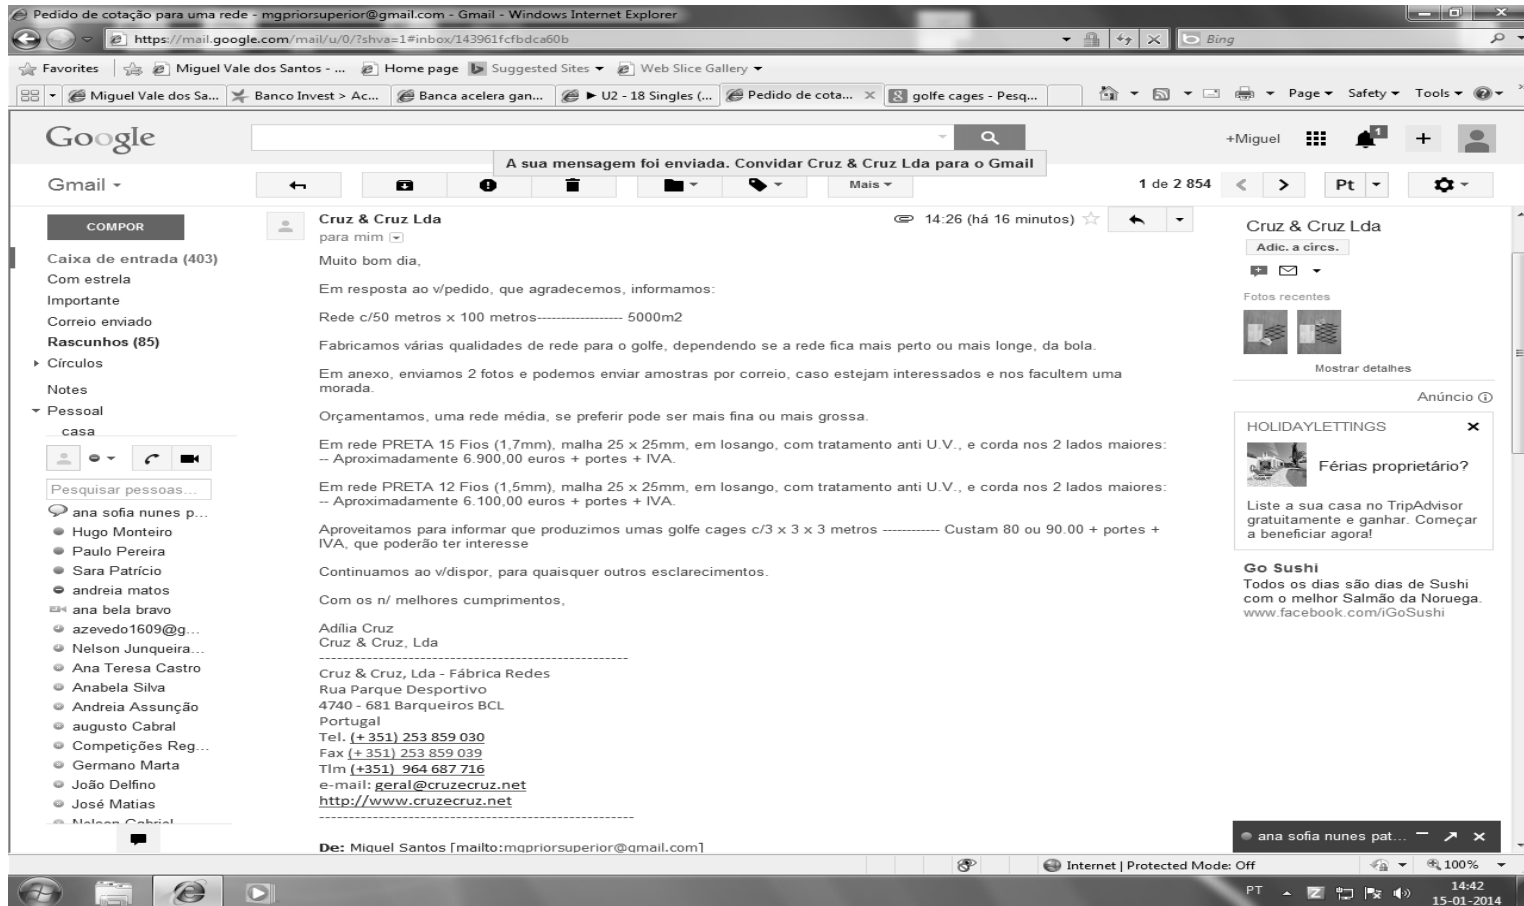 Pedido de cotação para uma rede - mgpriorsuperior@gmail.com - Gmail - Windows Internet Explorer
https://mail.google.com/mail/u/0/?shva=1#inbox/143961fcfbdca60b
Bing
Favorites
Miguel Vale dos Santos - ...
Home page
Suggested Sites
Web Slice Gallery
Miguel Vale dos Sa...
Banco Invest > Ac...
Banca acelera gan...
► U2 - 18 Singles (...
Pedido de cota...
golfe cages - Pesq...
Page
Safety
Tools
Google
+Miguel
1
A sua mensagem foi enviada. Convidar Cruz & Cruz Lda para o Gmail
Gmail
Mais
1 de 2 854
Pt
COMPOR
Caixa de entrada (403)
Com estrela
Importante
Correio enviado
Rascunhos (85)
Círculos
Notes
Pessoal
casa
Pesquisar pessoas...
ana sofia nunes p...
Hugo Monteiro
Paulo Pereira
Sara Patrício
andreia matos
ana bela bravo
azevedo1609@g...
Nelson Junqueira...
Ana Teresa Castro
Anabela Silva
Andreia Assunção
augusto Cabral
Competições Reg...
Germano Marta
João Delfino
José Matias
Nelson Gabriel
Cruz & Cruz Lda
14:26 (há 16 minutos)
para mim
Muito bom dia,
Em resposta ao v/pedido, que agradecemos, informamos:
Rede c/50 metros x 100 metros------------------ 5000m2
Fabricamos várias qualidades de rede para o golfe, dependendo se a rede fica mais perto ou mais longe, da bola.
Em anexo, enviamos 2 fotos e podemos enviar amostras por correio, caso estejam interessados e nos facultem uma
morada.
Orçamentamos, uma rede média, se preferir pode ser mais fina ou mais grossa.
Em rede PRETA 15 Fios (1,7mm), malha 25 x 25mm, em losango, com tratamento anti U.V., e corda nos 2 lados maiores:
-- Aproximadamente 6.900,00 euros + portes + IVA.
Em rede PRETA 12 Fios (1,5mm), malha 25 x 25mm, em losango, com tratamento anti U.V., e corda nos 2 lados maiores:
-- Aproximadamente 6.100,00 euros + portes + IVA.
Aproveitamos para informar que produzimos umas golfe cages c/3 x 3 x 3 metros ------------ Custam 80 ou 90.00 + portes +
IVA, que poderão ter interesse
Continuamos ao v/dispor, para quaisquer outros esclarecimentos.
Com os n/ melhores cumprimentos,
Adília Cruz
Cruz & Cruz, Lda
----------------------------------------------------
Cruz & Cruz, Lda - Fábrica Redes
Rua Parque Desportivo
4740 - 681 Barqueiros BCL
Portugal
Tel. (+ 351) 253 859 030
Fax (+ 351) 253 859 039
Tlm (+351)  964 687 716
e-mail: geral@cruzecruz.net
http://www.cruzecruz.net
-----------------------------------------------------
De: Miguel Santos [mailto:mgpriorsuperior@gmail.com]
Cruz & Cruz Lda
Adic. a círcs.
Fotos recentes
Mostrar detalhes
Anúncio
HOLIDAYLETTINGS
Férias proprietário?
Liste a sua casa no TripAdvisor
gratuitamente e ganhar. Começar
a beneficiar agora!
Go Sushi
Todos os dias são dias de Sushi
com o melhor Salmão da Noruega.
www.facebook.com/iGoSushi
ana sofia nunes pat...
Internet | Protected Mode: Off
100%
PT
14:42
15-01-2014